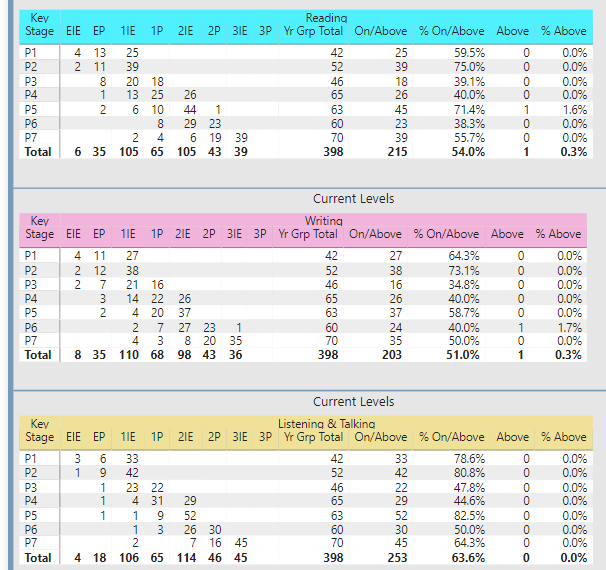 Key Reading
Stage EIE EP 1IE 1P 2IE 2P 3IE 3P Yr Grp Total On/Above % On/Above Above % Above
P1 4 13 25 42 25 59.5% 0 0.0%
P2 2 11 39 52 39 75.0% 0 0.0%
P3 8 20 18 46 18 39.1% 0 0.0%
P4 1 13 25 26 65 26 40.0% 0 0.0%
P5 2 6 10 44 1 63 45 71.4% 1 1.6%
P6 8 29 23 60 23 38.3% 0 0.0%
P7 2 4 6 19 39 70 39 55.7% 0 0.0%
Total 6 35 105 65 105 43 39 398 215 54.0% 1 0.3%
Current Levels
Key Writing
Stage EIE EP 1IE 1P 2IE 2P 3IE 3P Yr Grp Total On/Above % On/Above Above % Above
P1 4 11 27 42 27 64.3% 0 0.0%
P2 2 12 38 52 38 73.1% 0 0.0%
P3 2 7 21 16 46 16 34.8% 0 0.0%
P4 3 14 22 26 65 26 40.0% 0 0.0%
P5 2 4 20 37 63 37 58.7% 0 0.0%
P6 2 7 27 23 1 60 24 40.0% 1 1.7%
P7 4 3 8 20 35 70 35 50.0% 0 0.0%
Total 8 35 110 68 98 43 36 398 203 51.0% 1 0.3%
Current Levels
Key Listening & Talking
Stage EIE EP 1IE 1P 2IE 2P 3IE 3P Yr Grp Total On/Above % On/Above Above % Above
P1 3 6 33 42 33 78.6% 0 0.0%
P2 1 9 42 52 42 80.8% 0 0.0%
P3 1 23 22 46 22 47.8% 0 0.0%
P4 1 4 31 29 65 29 44.6% 0 0.0%
P5 1 1 9 52 63 52 82.5% 0 0.0%
P6 1 3 26 30 60 30 50.0% 0 0.0%
P7 2 7 16 45 70 45 64.3% 0 0.0%
Total 4 18 106 65 114 46 45 398 253 63.6% 0 0.0%